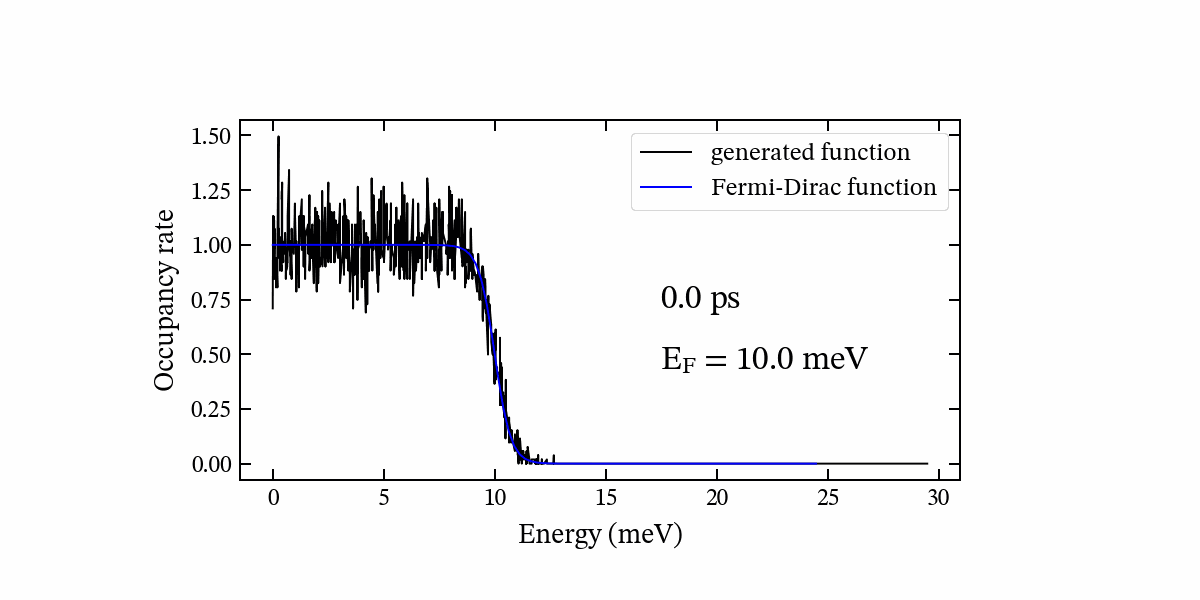 generated function
Fermi-Dirac function
0.0 ps
E_F = 10.0 meV
Occupancy rate
1.50
1.25
1.00
0.75
0.50
0.25
0.00
0 5 10 15 20 25 30
Energy (meV)